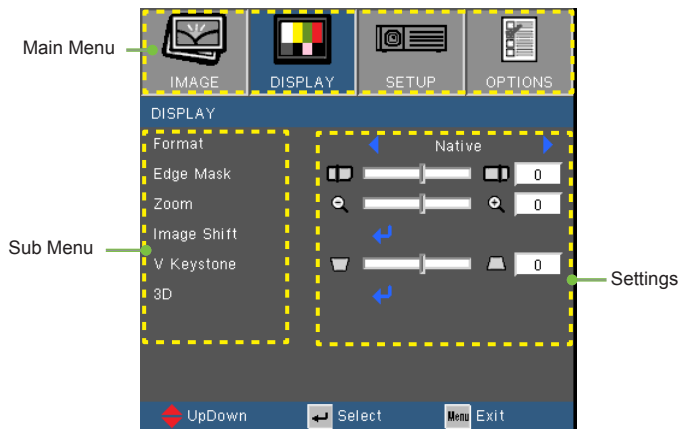 Main Menu
IMAGE DISPLAY SETUP OPTIONS
DISPLAY
Format Native
Edge Mask 0
Zoom 0
Image Shift
Sub Menu
V Keystone 0
Settings
3D
UpDown Select Menu Exit